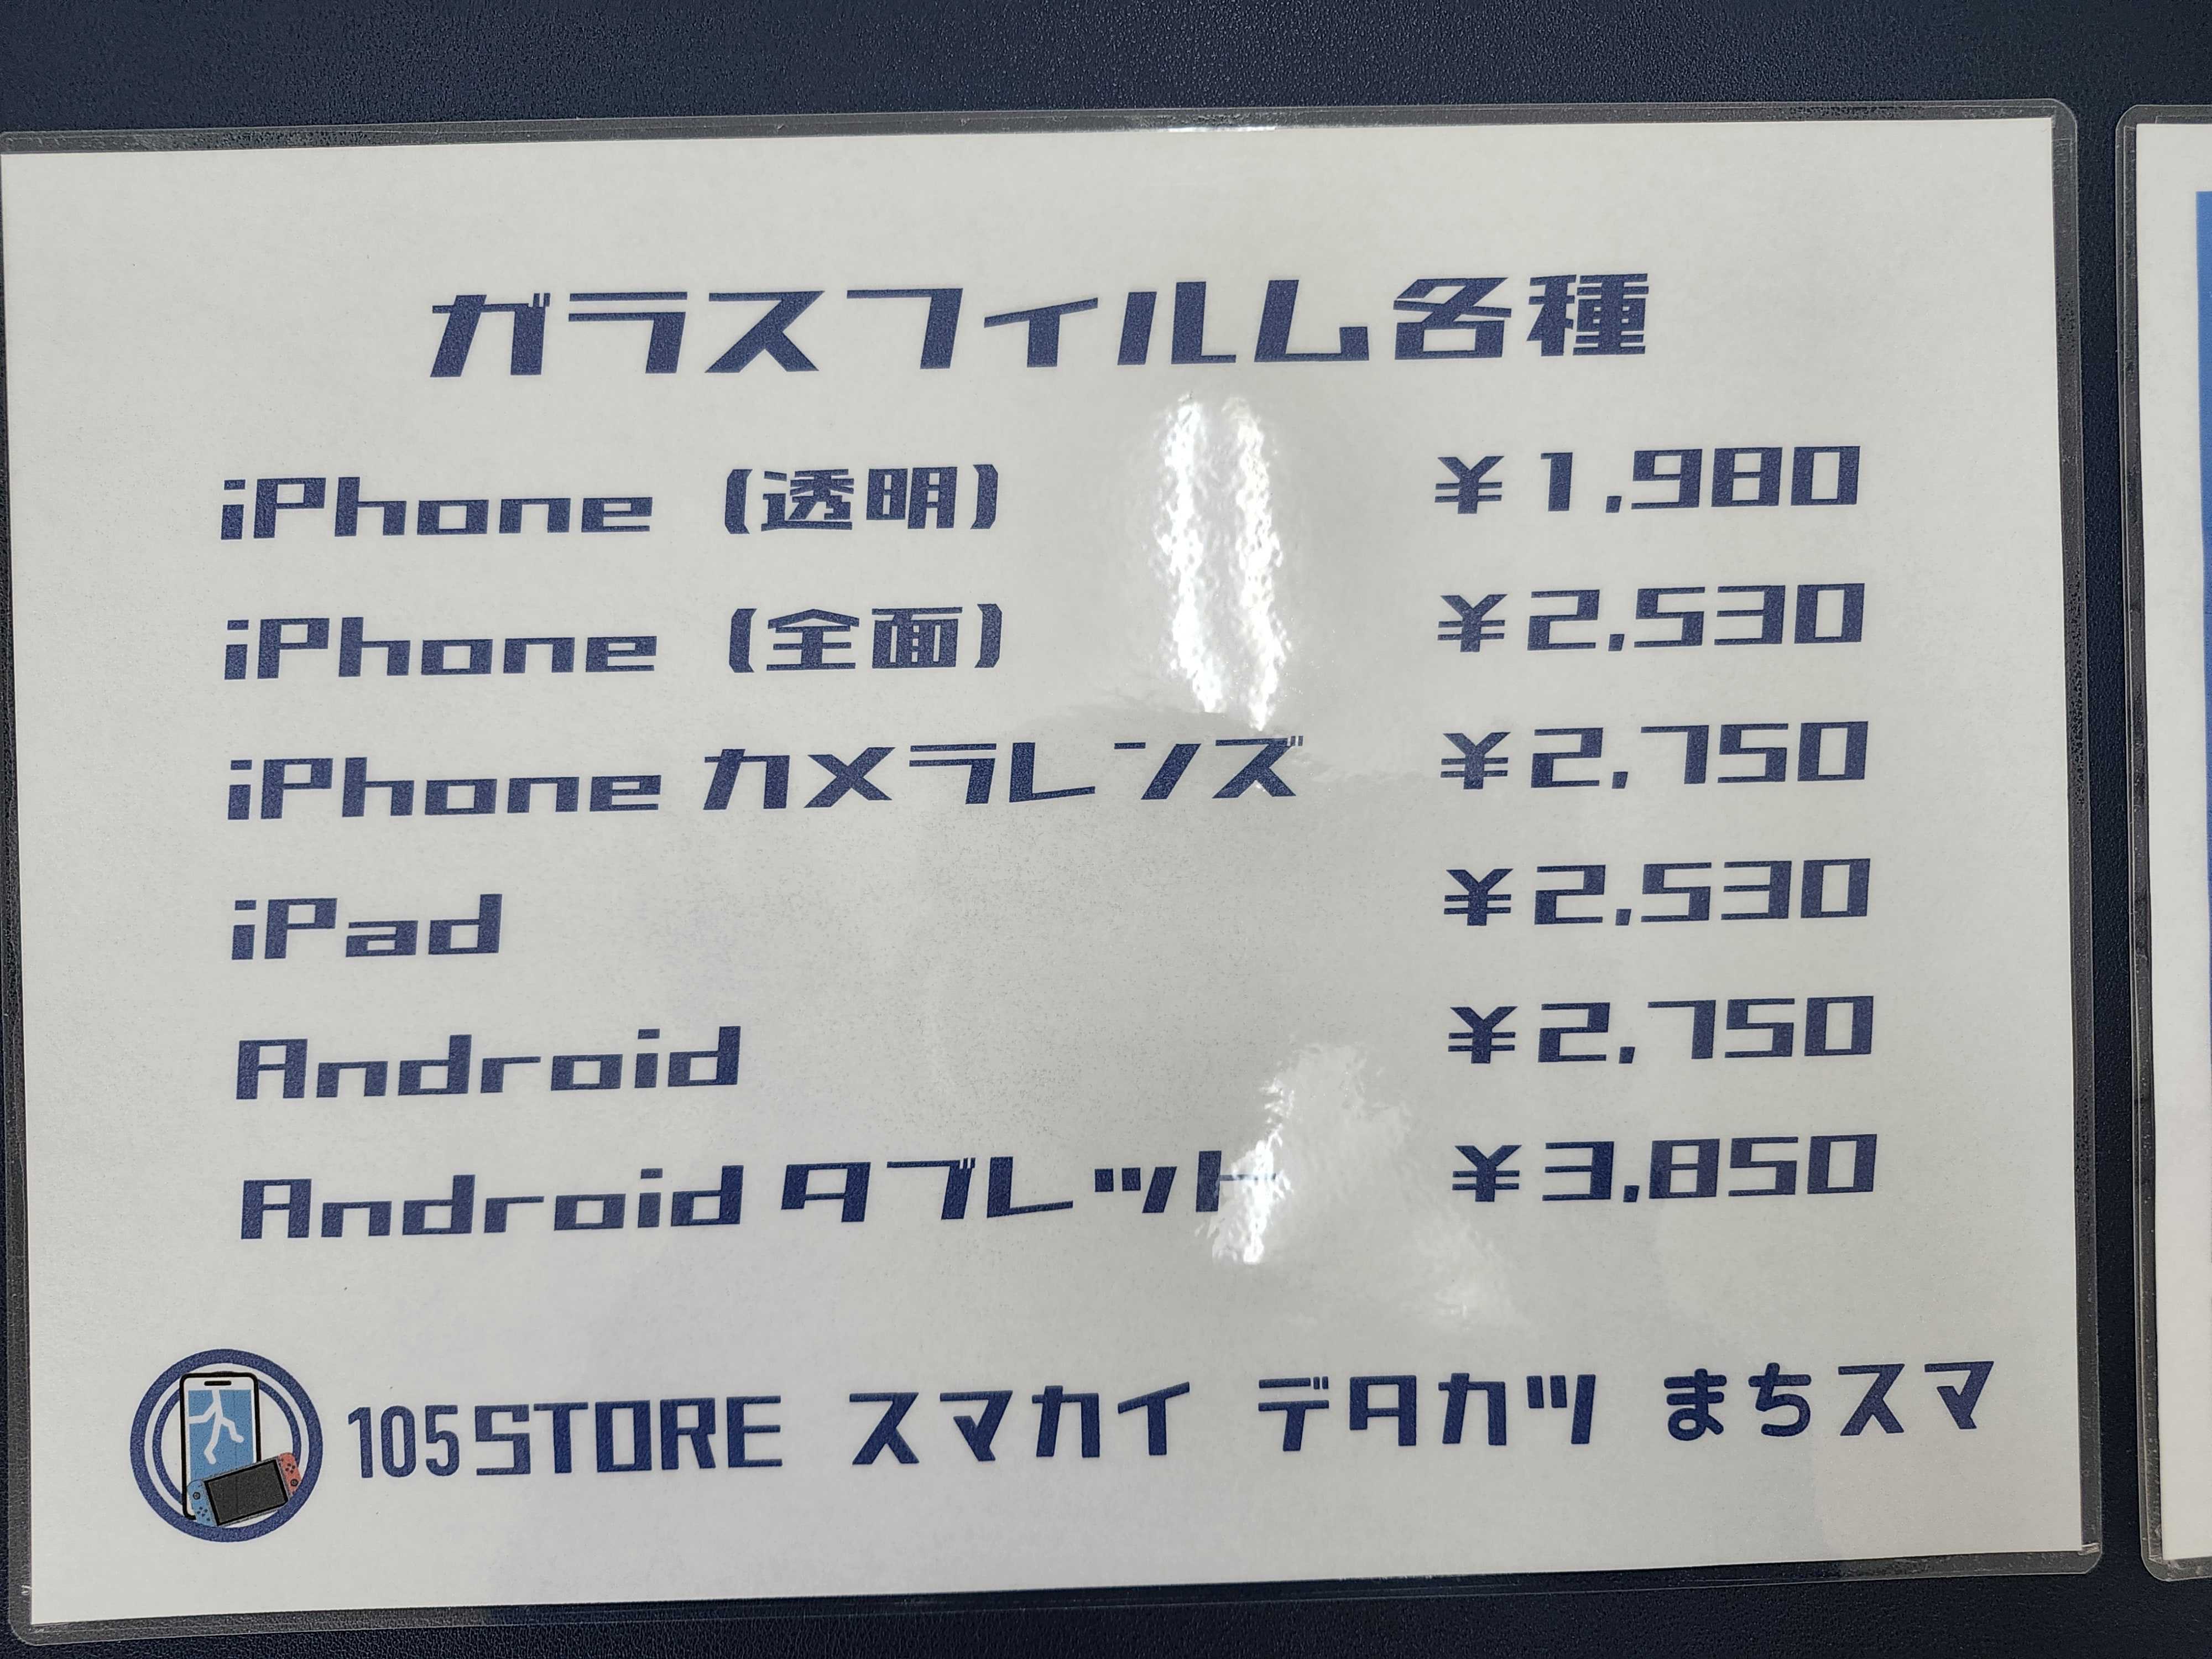 ガラスフィルム各種
iPhone (透明) ¥1,980
iPhone (全面) ¥2,530
iPhone カメラレンズ ¥2,750
iPad ¥2,530
Android ¥2,750
Android タブレット ¥3,850
105STORE スマカイ デタカツ まちスマ